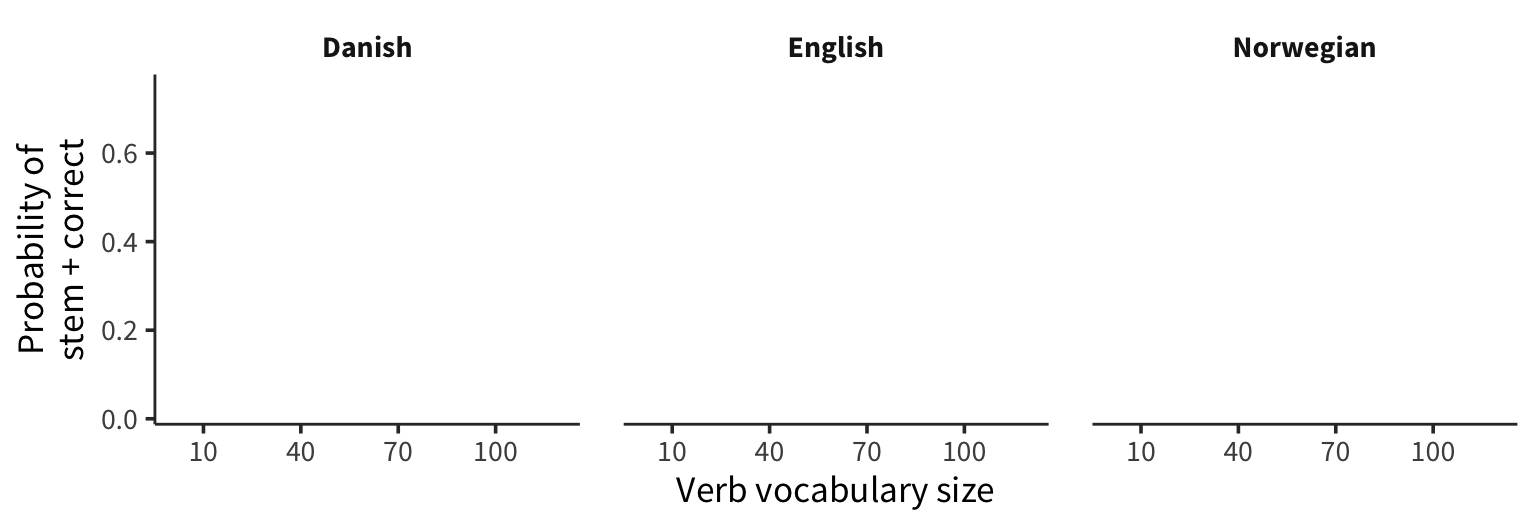 Danish
English
Norwegian
Probability of
stem + correct
0.6
0.4
0.2
0.0
10 40 70 100
10 40 70 100
10 40 70 100
Verb vocabulary size